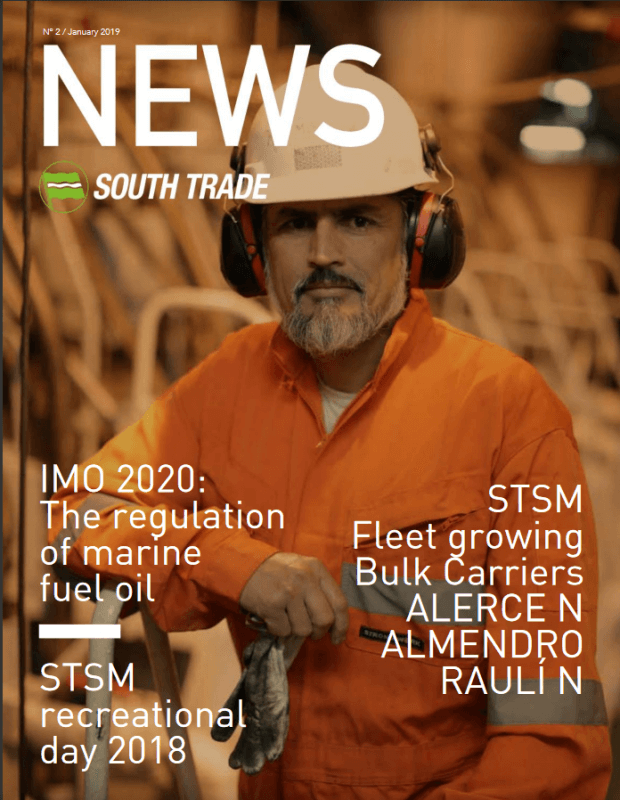 Nº 2 / January 2019
NEWS
SOUTH TRADE
IMO 2020:
The regulation
of marine
fuel oil
STSM
recreational
day 2018
STSM
Fleet growing
Bulk Carriers
ALERCE N
ALMENDRO
RAULÍ N